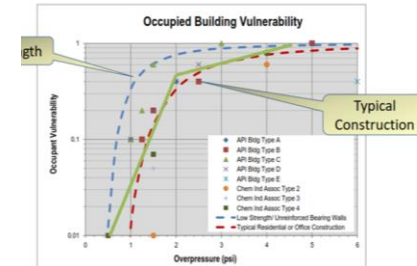 Occupied Building Vulnerability
gth
Typical
Construction
Occupant Vulnerability
1
0.1
0.01
API Bldg Type A
API Bldg Type B
API Bldg Type C
API Bldg Type D
API Bldg Type E
Chem Ind Assoc Type 2
Chem Ind Assoc Type 3
Chem Ind Assoc Type 4
Low Strength/ Unreinforced Bearing Walls
Typical Residential or Office Construction
0 1 2 3 4 5 6
Overpressure (psi)